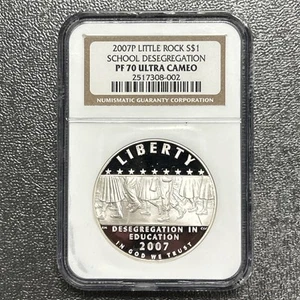 2007P LITTLE ROCK S$1
SCHOOL DESEGREGATION
PF 70 ULTRA CAMEO
2517308-002
NUMISMATIC GUARANTY CORPORATION
LIBERTY
DESEGREGATION IN
EDUCATION
2007
IN GOD WE TRUST